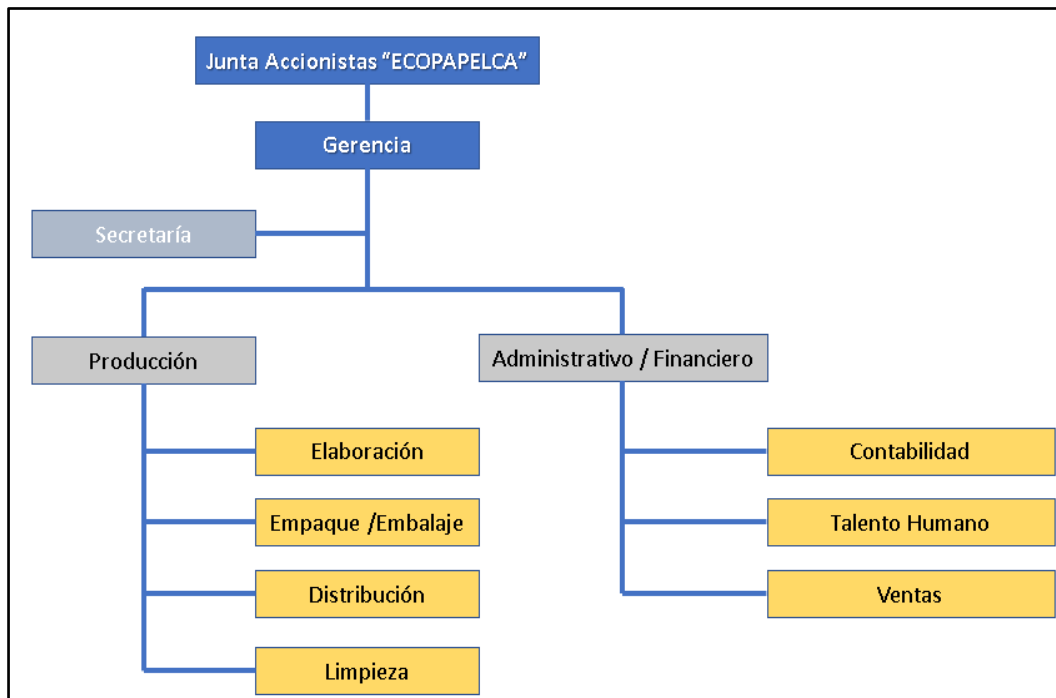 Junta Accionistas “ECOPAPELCA”
Gerencia
Secretaría
Producción
Administrativo / Financiero
Elaboración
Contabilidad
Empaque /Embalaje
Talento Humano
Distribución
Ventas
Limpieza